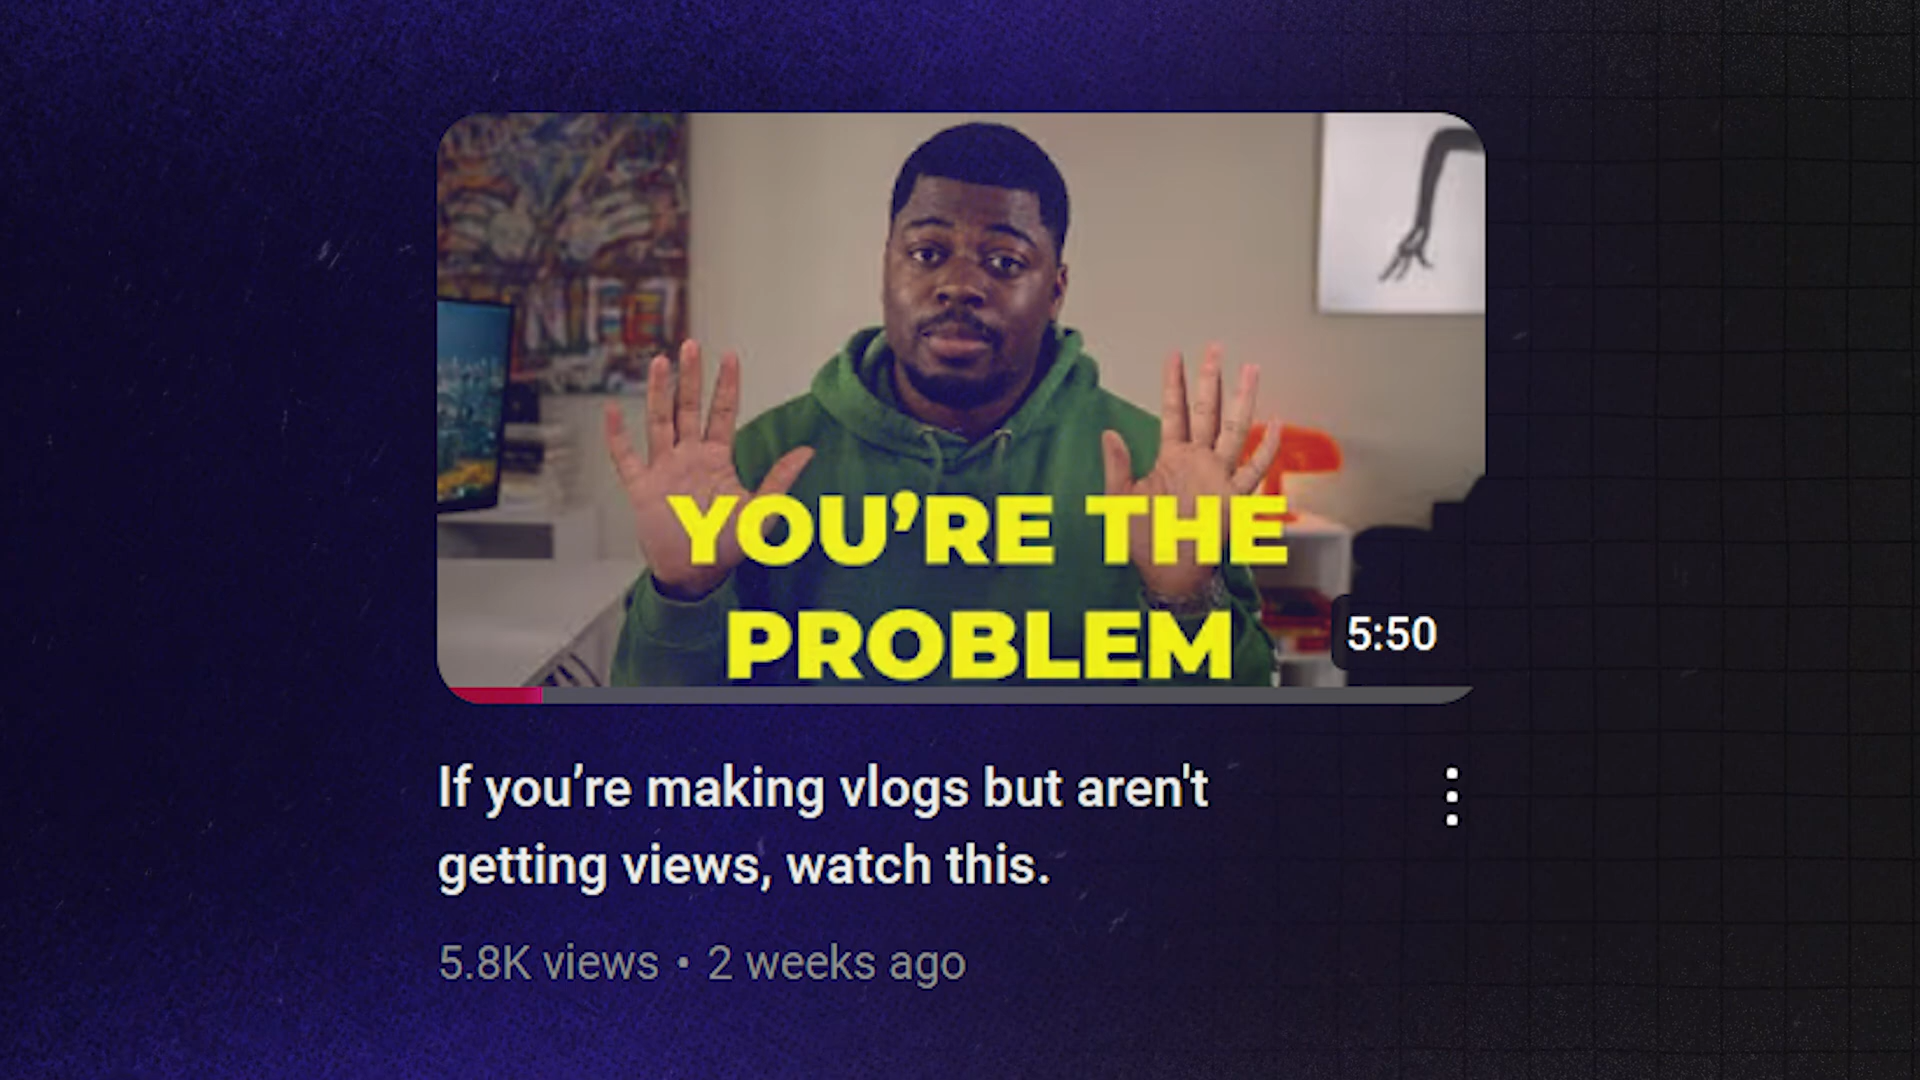 YOU’RE THE
PROBLEM
5:50
If you’re making vlogs but aren't
getting views, watch this.
5.8K views • 2 weeks ago